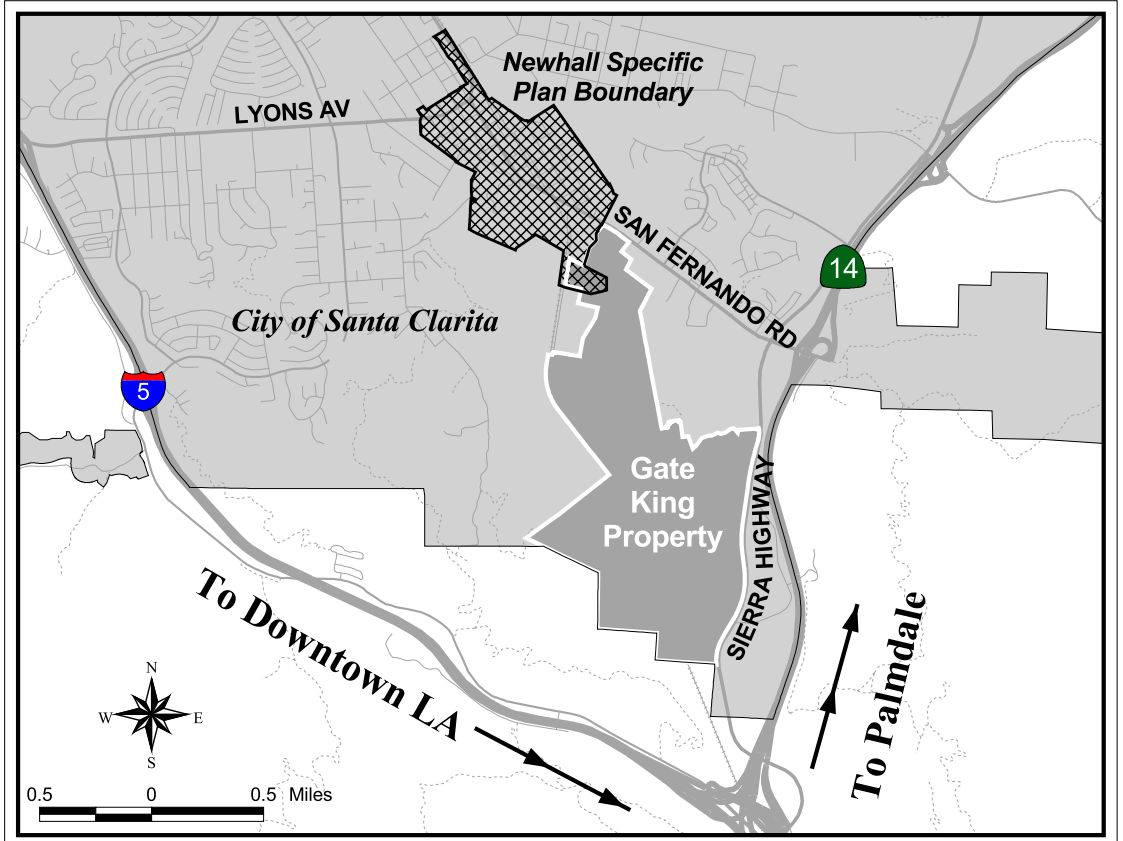 Newhall Specific
Plan Boundary
LYONS AV
SAN FERNANDO RD
14
City of Santa Clarita
5
Gate
King
Property
SIERRA HIGHWAY
To Downtown LA
To Palmdale
N
W
E
S
0.5 0 0.5 Miles